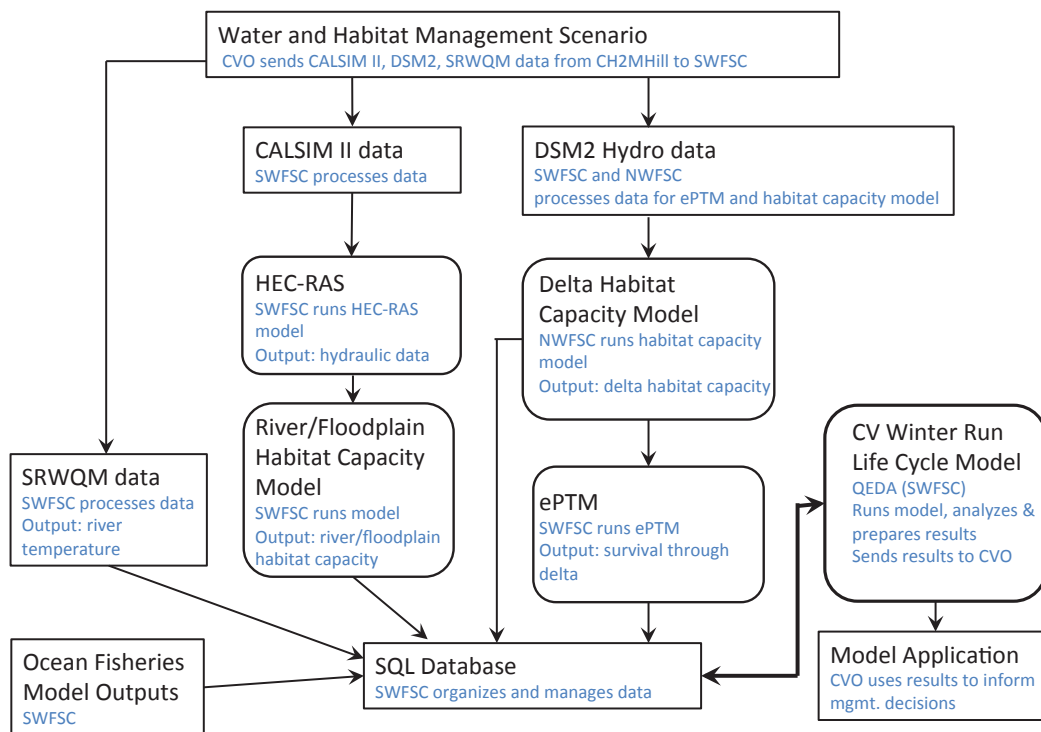 Water and Habitat Management Scenario
CVO sends CALSIM II, DSM2, SRWQM data from CH2MHill to SWFSC
CALSIM II data
SWFSC processes data
DSM2 Hydro data
SWFSC and NWFSC
processes data for ePTM and habitat capacity model
HEC-RAS
SWFSC runs HEC-RAS
model
Output: hydraulic data
Delta Habitat
Capacity Model
NWFSC runs habitat capacity
model
Output: delta habitat capacity
River/Floodplain
Habitat Capacity
Model
SWFSC runs model
Output: river/floodplain
habitat capacity
CV Winter Run
Life Cycle Model
QEDA (SWFSC)
Runs model, analyzes &
prepares results
Sends results to CVO
SRWQM data
SWFSC processes data
Output: river
temperature
ePTM
SWFSC runs ePTM
Output: survival through
delta
Ocean Fisheries
Model Outputs
SWFSC
SQL Database
SWFSC organizes and manages data
Model Application
CVO uses results to inform
mgmt. decisions